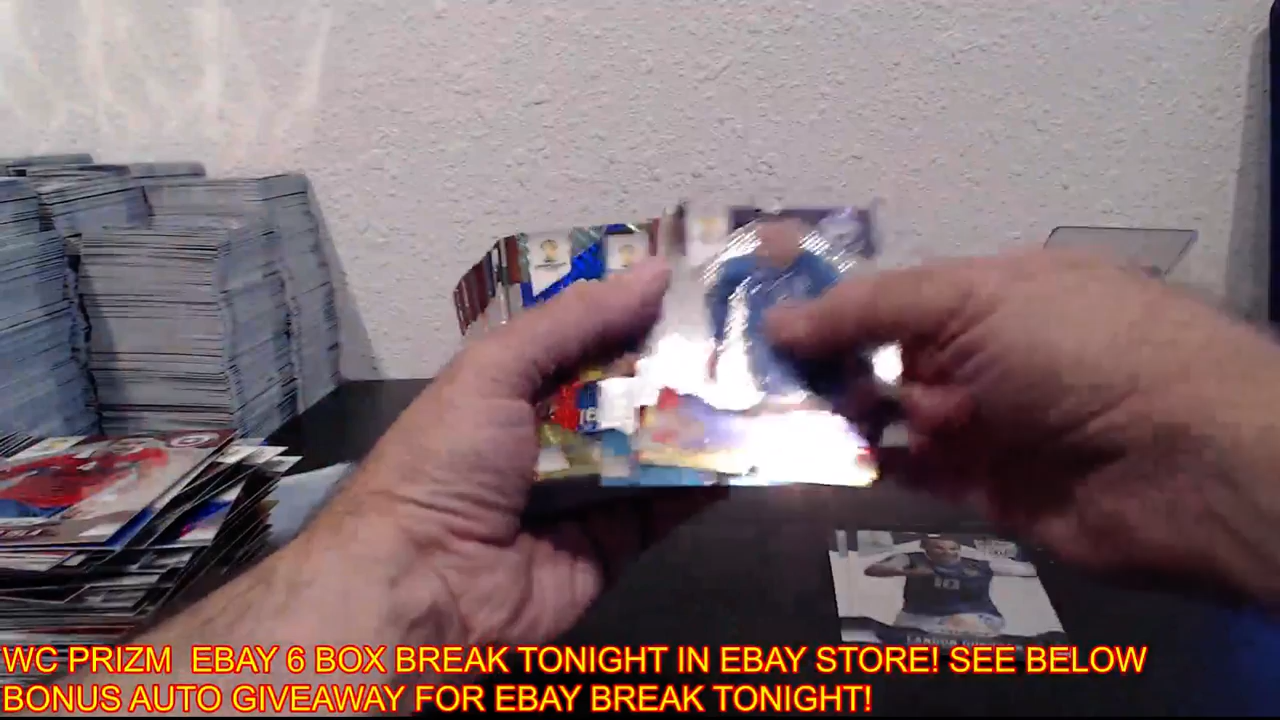 WC PRIZM EBAY 6 BOX BREAK TONIGHT IN EBAY STORE! SEE BELOW
BONUS AUTO GIVEAWAY FOR EBAY BREAK TONIGHT!